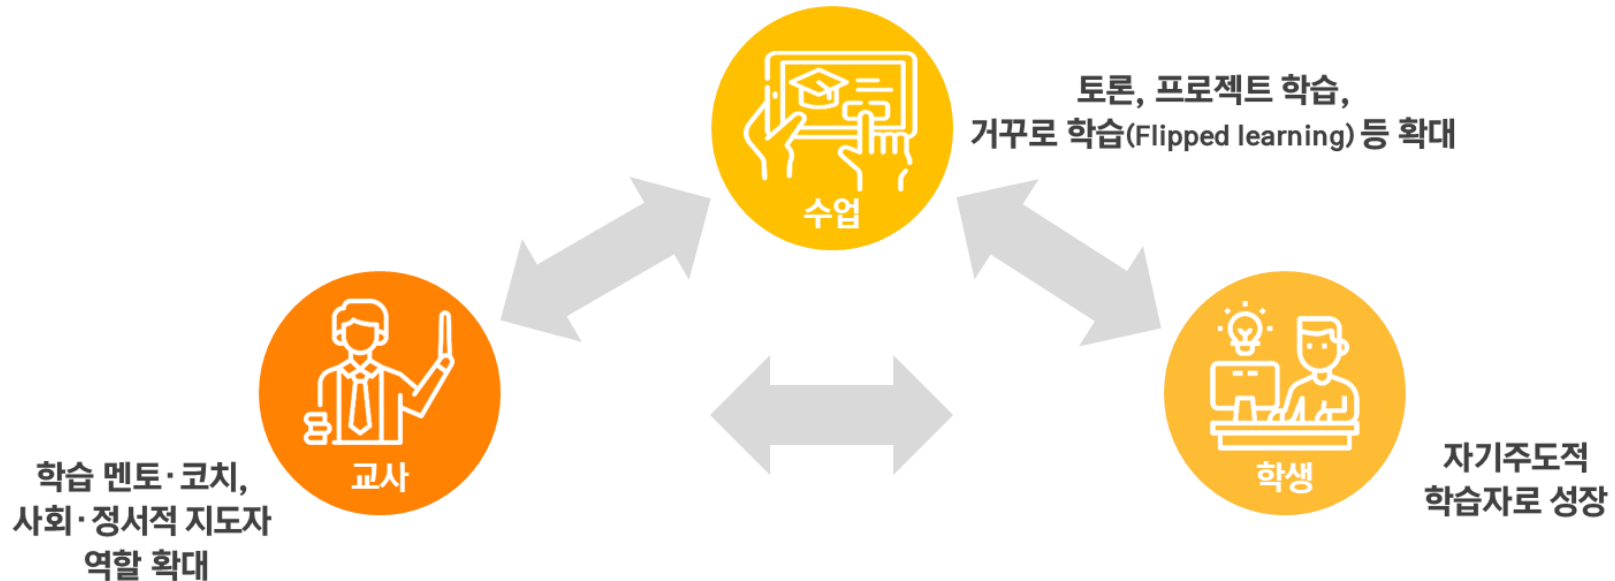 토론, 프로젝트 학습,
거꾸로 학습(Flipped learning) 등 확대
수업
교사
학습 멘토·코치,
사회·정서적 지도자
역할 확대
학생
자기주도적
학습자로 성장